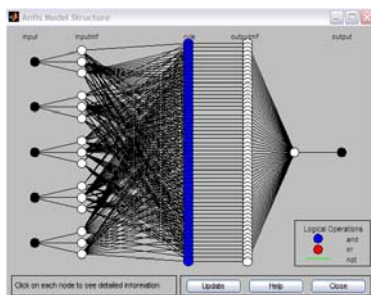 Anfis Model Structure
input inputmf rule outputmf output
Logical Operations
and
or
not
Click on each node to see detailed information
Update Help Close